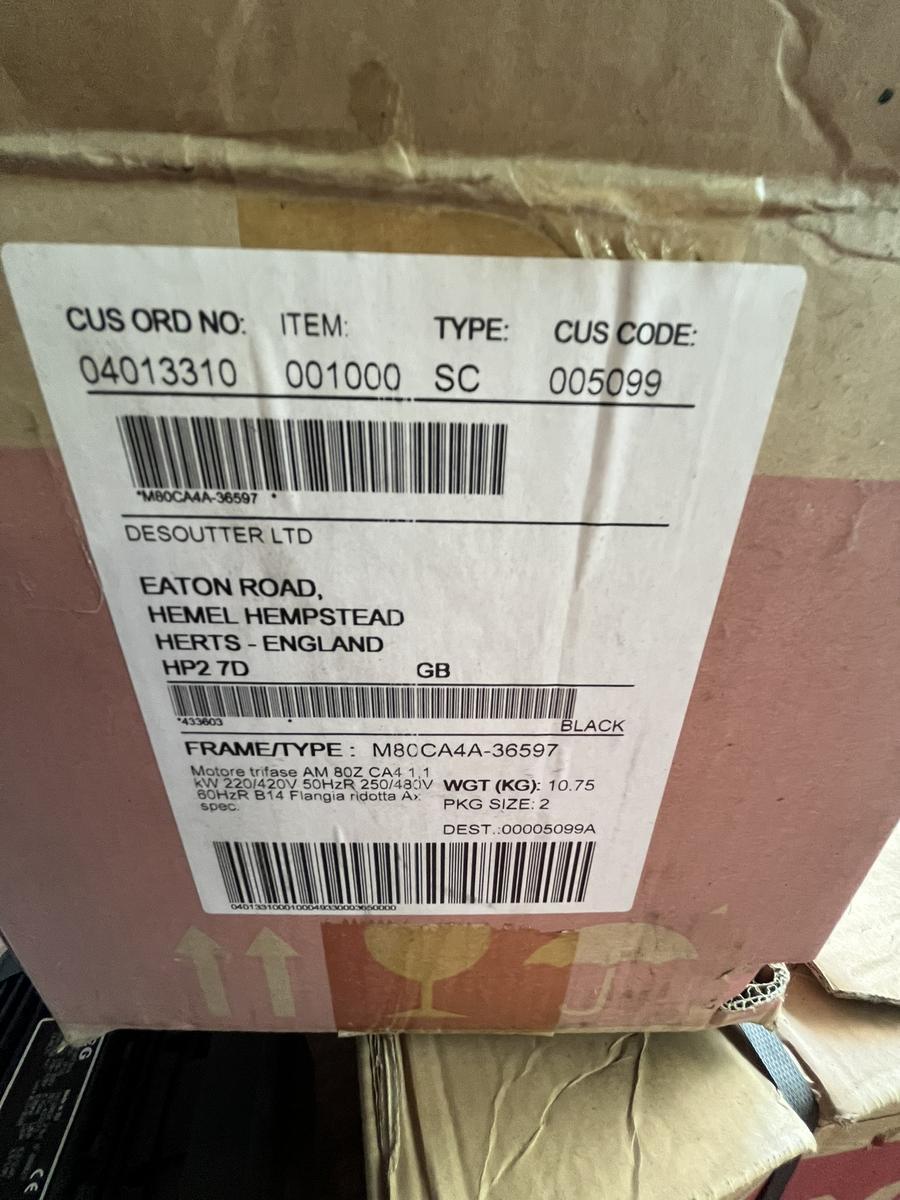 CUS ORD NO: ITEM: TYPE: CUS CODE:
04013310 001000 SC 005099
*M80CA4A-36597 *
DESOUTTER LTD
EATON ROAD,
HEMEL HEMPSTEAD
HERTS - ENGLAND
HP2 7D GB
*433603 *
BLACK
FRAME/TYPE : M80CA4A-36597
Motore trifase AM 80Z CA4 1,1
kW 220/420V 50HzR 250/480V
60HzR B14 Flangia ridotta Ax
spec.
WGT (KG): 10.75
PKG SIZE: 2
DEST.:00005099A
CE